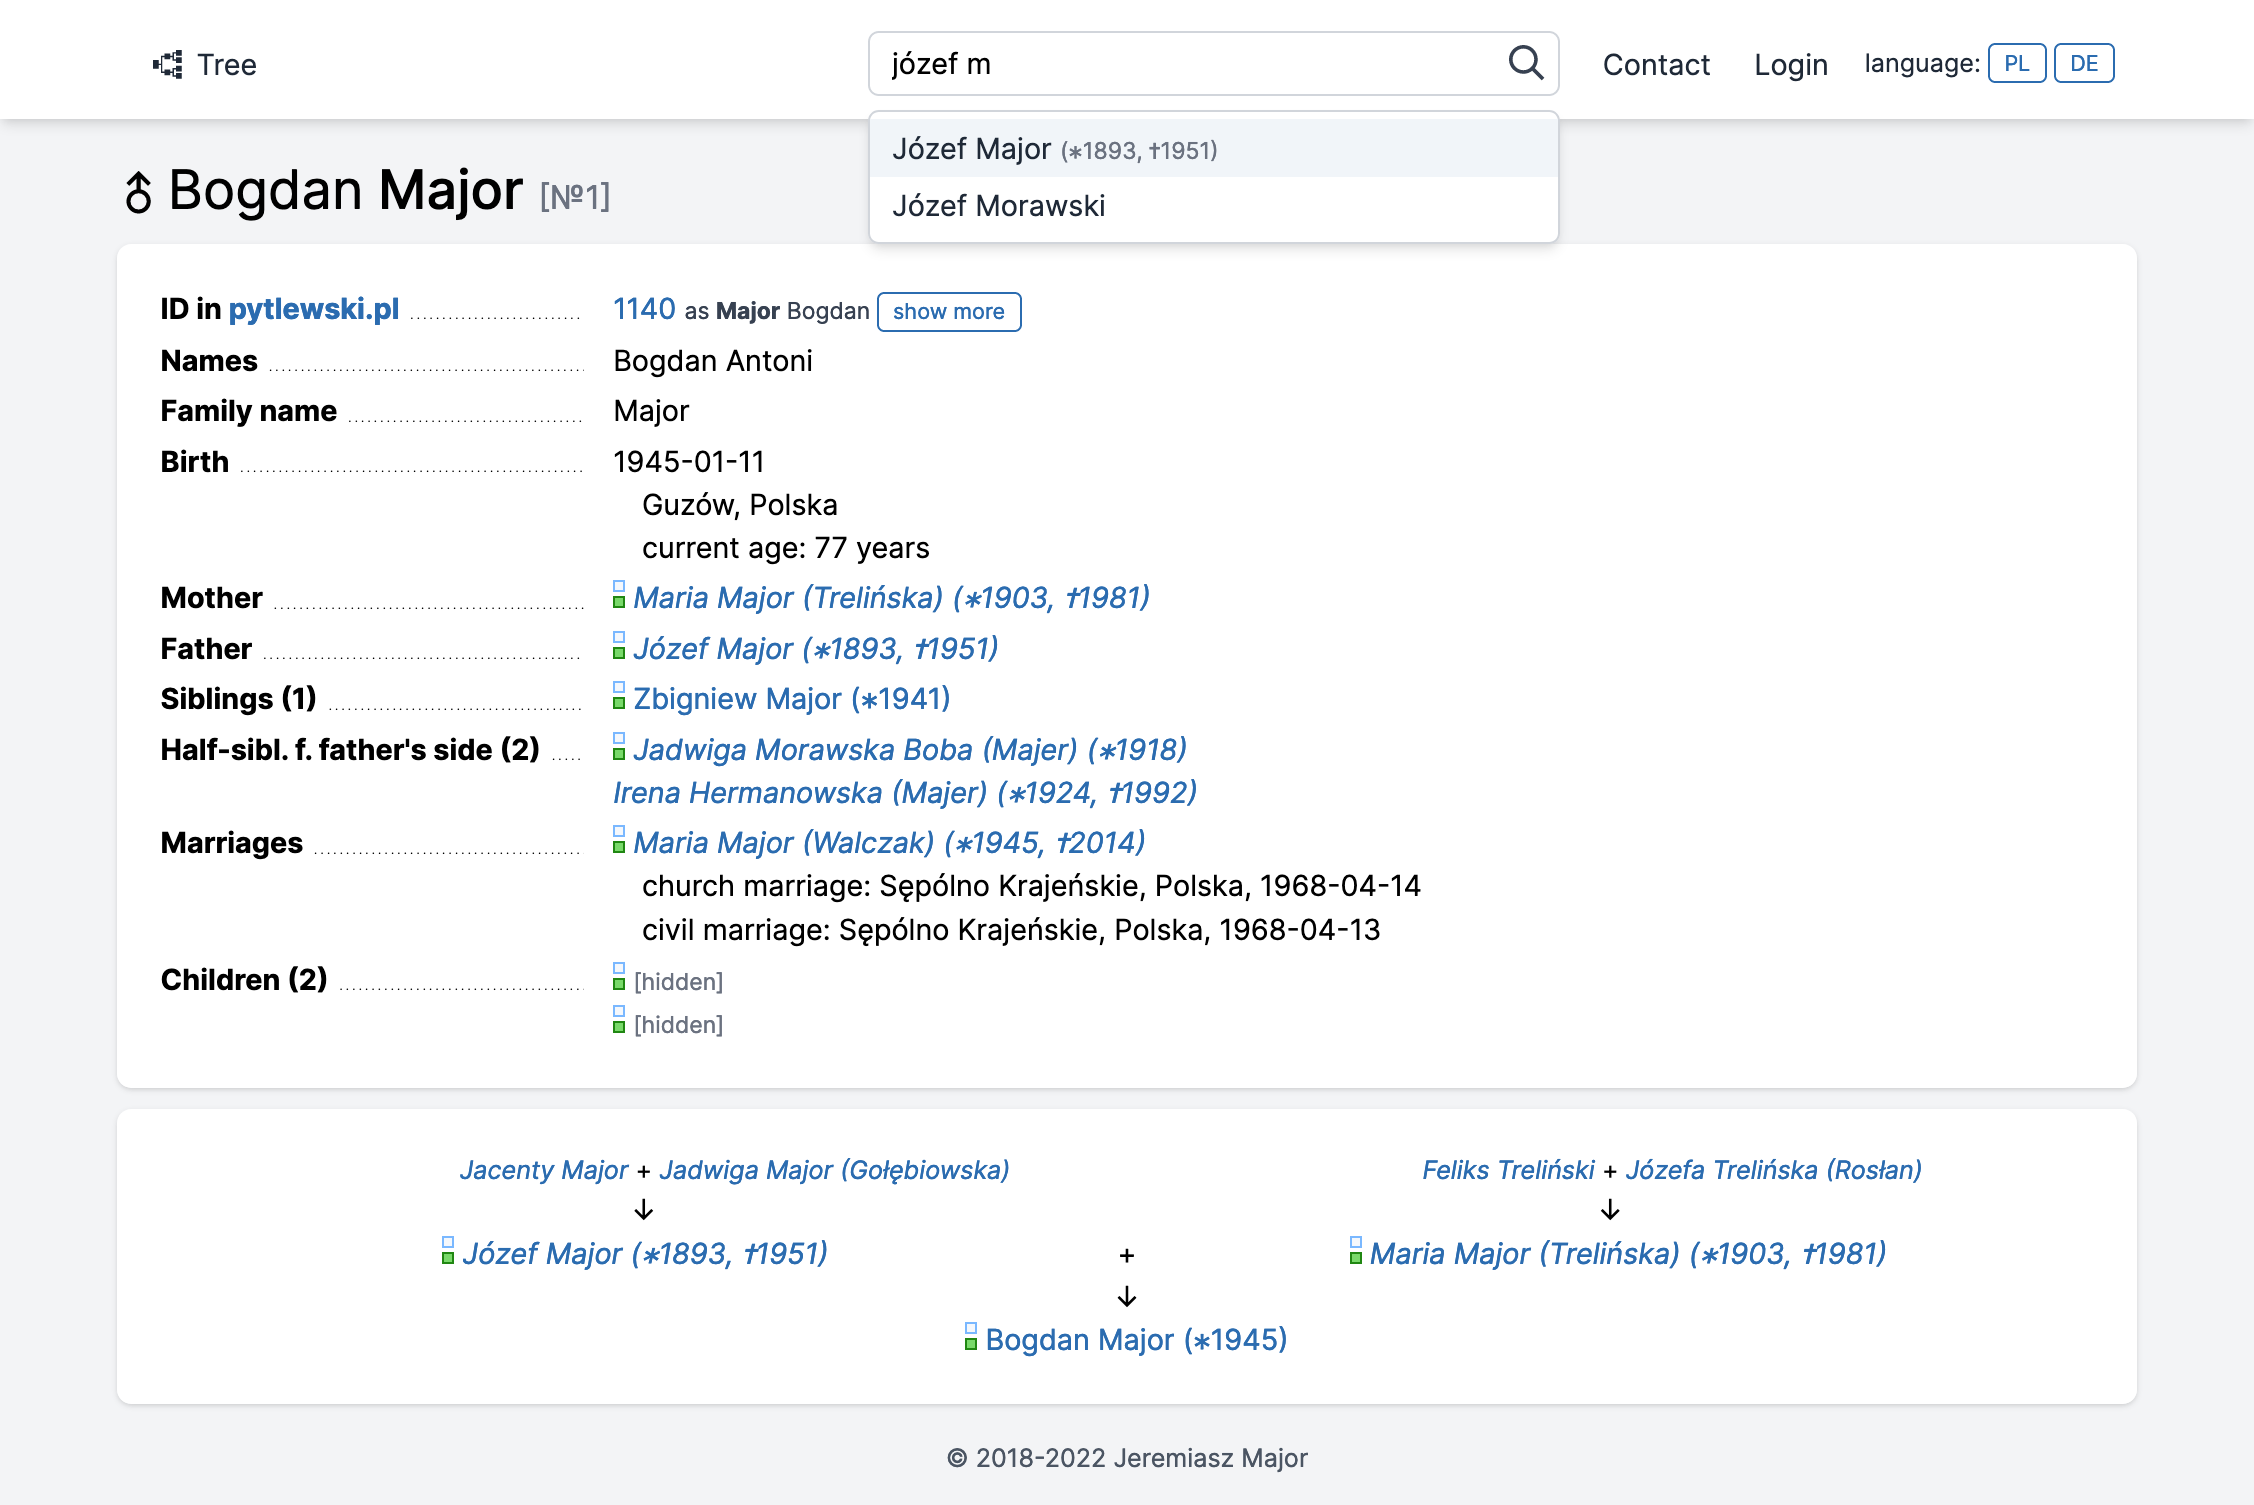 Tree
józef m
Contact
Login
language: PL DE
Józef Major (∗1893, †1951)
Józef Morawski
Bogdan Major [№1]
ID in pytlewski.pl 1140 as Major Bogdan show more
Names Bogdan Antoni
Family name Major
Birth 1945-01-11
Guzów, Polska
current age: 77 years
Mother Maria Major (Trelińska) (∗1903, †1981)
Father Józef Major (∗1893, †1951)
Siblings (1) Zbigniew Major (∗1941)
Half-sibl. f. father's side (2) Jadwiga Morawska Boba (Majer) (∗1918)
Irena Hermanowska (Majer) (∗1924, †1992)
Marriages Maria Major (Walczak) (∗1945, †2014)
church marriage: Sępólno Krajeńskie, Polska, 1968-04-14
civil marriage: Sępólno Krajeńskie, Polska, 1968-04-13
Children (2) [hidden]
[hidden]
Jacenty Major + Jadwiga Major (Gołębiowska)
↓
Józef Major (∗1893, †1951)
+
Feliks Treliński + Józefa Trelińska (Rosłan)
↓
Maria Major (Trelińska) (∗1903, †1981)
↓
Bogdan Major (∗1945)
© 2018-2022 Jeremiasz Major